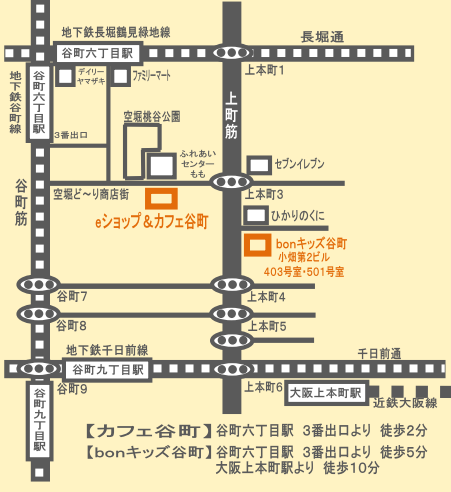 地下鉄長堀鶴見緑地線
長堀通
谷町六丁目駅
上本町1
地下鉄谷町線
谷町六丁目駅
デイリー
ヤマザキ
ファミリーマート
上町筋
空堀桃谷公園
3番出口
ふれあい
センター
もも
セブンイレブン
谷町筋
空堀ど～り商店街
上本町3
eショップ&カフェ谷町
ひかりのくに
bonキッズ谷町
小畑第2ビル
403号室・501号室
谷町7
上本町4
谷町8
上本町5
地下鉄千日前線
千日前通
谷町九丁目駅
谷町9
上本町6
大阪上本町駅
近鉄大阪線
谷町九丁目駅
【カフェ谷町】谷町六丁目駅 3番出口より 徒歩2分
【bonキッズ谷町】谷町六丁目駅 3番出口より 徒歩5分
大阪上本町駅より 徒歩10分